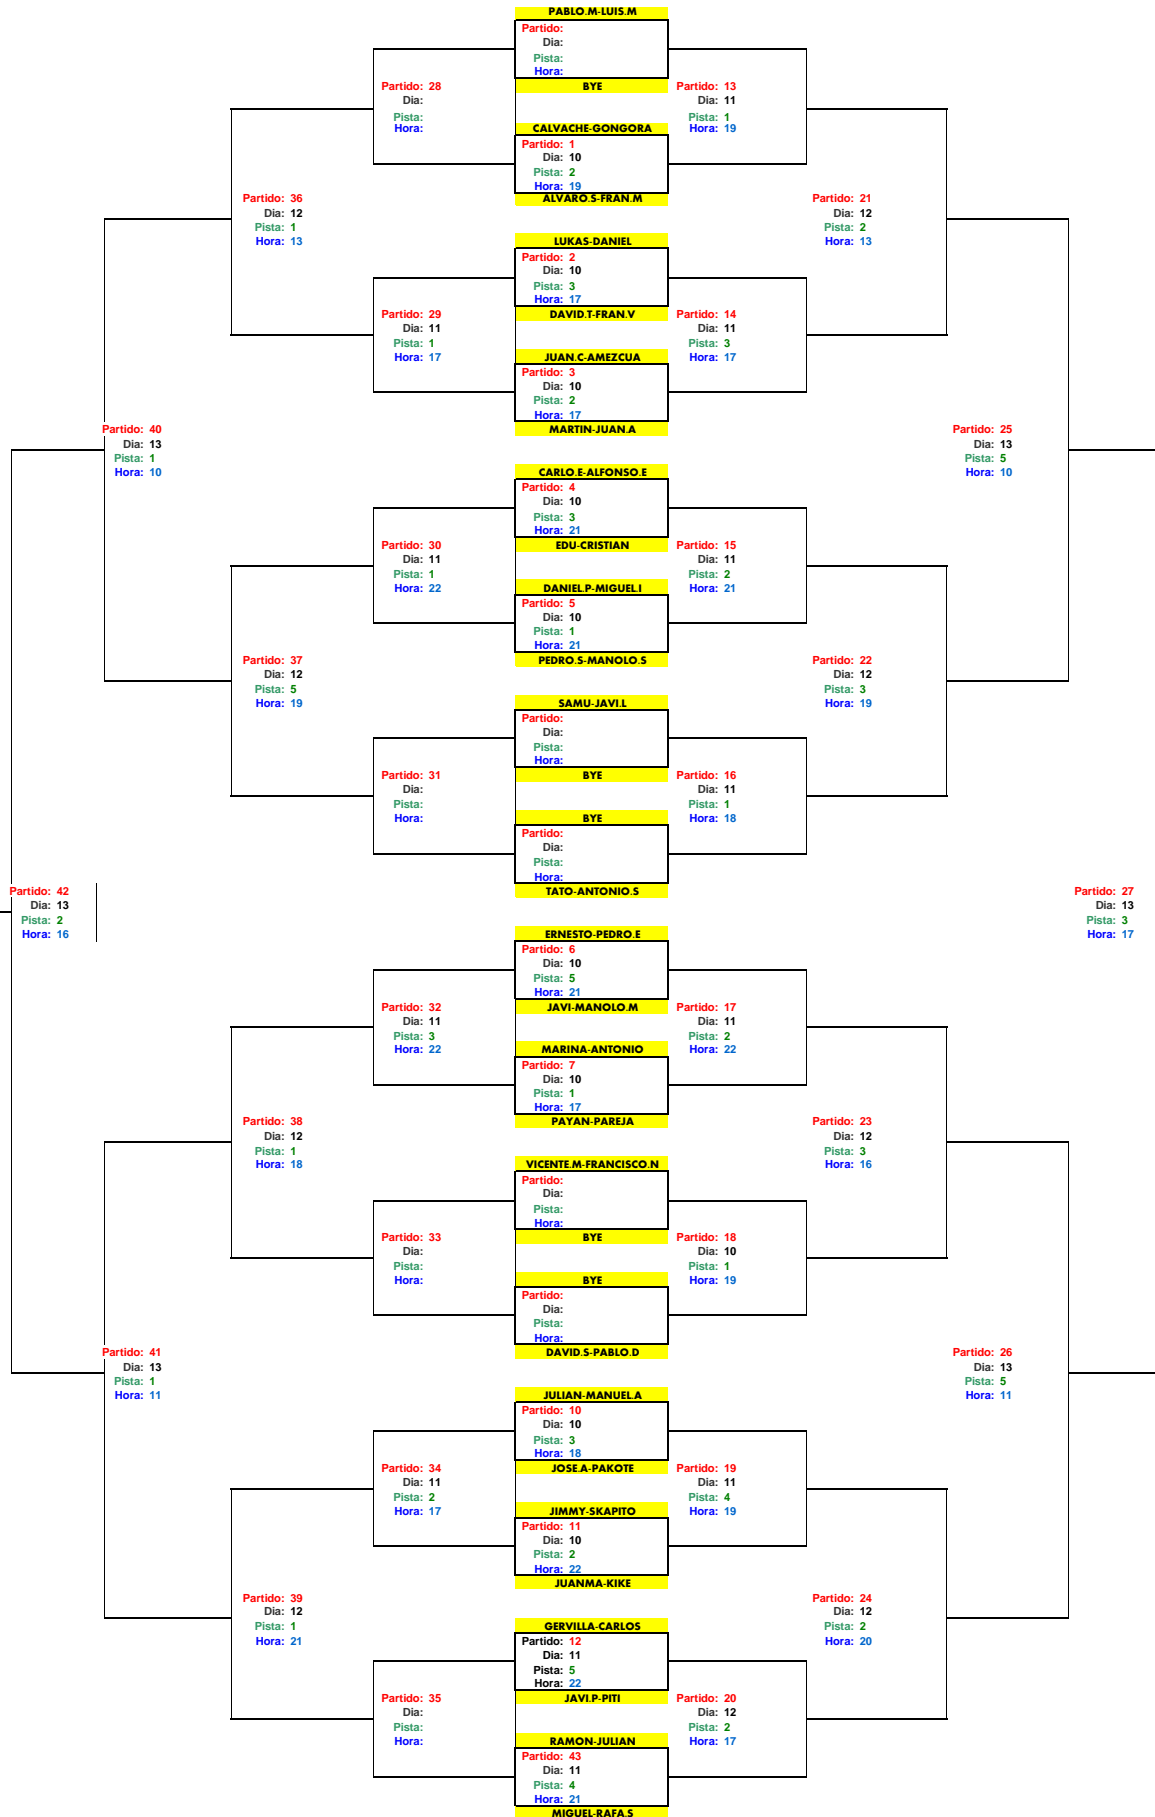 PABLO.M-LUIS.M
Partido:
Dia:
Pista:
Hora:
BYE
Partido: 28
Dia:
Pista:
Hora:
Partido: 13
Dia: 11
Pista: 1
Hora: 19
CALVACHE-GONGORA
Partido: 1
Dia: 10
Pista: 2
Hora: 19
ALVARO.S-FRAN.M
Partido: 36
Dia: 12
Pista: 1
Hora: 13
Partido: 21
Dia: 12
Pista: 2
Hora: 13
LUKAS-DANIEL
Partido: 2
Dia: 10
Pista: 3
Hora: 17
DAVID.T-FRAN.V
Partido: 29
Dia: 11
Pista: 1
Hora: 17
Partido: 14
Dia: 11
Pista: 3
Hora: 17
JUAN.C-AMEZCUA
Partido: 3
Dia: 10
Pista: 2
Hora: 17
MARTIN-JUAN.A
Partido: 40
Dia: 13
Pista: 1
Hora: 10
Partido: 25
Dia: 13
Pista: 5
Hora: 10
CARLO.E-ALFONSO.E
Partido: 4
Dia: 10
Pista: 3
Hora: 21
EDU-CRISTIAN
Partido: 30
Dia: 11
Pista: 1
Hora: 22
Partido: 15
Dia: 11
Pista: 2
Hora: 21
DANIEL.P-MIGUEL.I
Partido: 5
Dia: 10
Pista: 1
Hora: 21
PEDRO.S-MANOLO.S
Partido: 37
Dia: 12
Pista: 5
Hora: 19
Partido: 22
Dia: 12
Pista: 3
Hora: 19
SAMU-JAVI.L
Partido:
Dia:
Pista:
Hora:
BYE
Partido: 31
Dia:
Pista:
Hora:
Partido: 16
Dia: 11
Pista: 1
Hora: 18
BYE
Partido:
Dia:
Pista:
Hora:
TATO-ANTONIO.S
Partido: 42
Dia: 13
Pista: 2
Hora: 16
Partido: 27
Dia: 13
Pista: 3
Hora: 17
ERNESTO-PEDRO.E
Partido: 6
Dia: 10
Pista: 5
Hora: 21
JAVI-MANOLO.M
Partido: 32
Dia: 11
Pista: 3
Hora: 22
Partido: 17
Dia: 11
Pista: 2
Hora: 22
MARINA-ANTONIO
Partido: 7
Dia: 10
Pista: 1
Hora: 17
PAYAN-PAREJA
Partido: 38
Dia: 12
Pista: 1
Hora: 18
Partido: 23
Dia: 12
Pista: 3
Hora: 16
VICENTE.M-FRANCISCO.N
Partido:
Dia:
Pista:
Hora:
BYE
Partido: 33
Dia:
Pista:
Hora:
Partido: 18
Dia: 10
Pista: 1
Hora: 19
BYE
Partido:
Dia:
Pista:
Hora:
DAVID.S-PABLO.D
Partido: 41
Dia: 13
Pista: 1
Hora: 11
Partido: 26
Dia: 13
Pista: 5
Hora: 11
JULIAN-MANUEL.A
Partido: 10
Dia: 10
Pista: 3
Hora: 18
JOSE.A-PAKOTE
Partido: 34
Dia: 11
Pista: 2
Hora: 17
Partido: 19
Dia: 11
Pista: 4
Hora: 19
JIMMY-SKAPITO
Partido: 11
Dia: 10
Pista: 2
Hora: 22
JUANMA-KIKE
Partido: 39
Dia: 12
Pista: 1
Hora: 21
Partido: 24
Dia: 12
Pista: 2
Hora: 20
GERVILLA-CARLOS
Partido: 12
Dia: 11
Pista: 5
Hora: 22
JAVI.P-PITI
Partido: 35
Dia:
Pista:
Hora:
Partido: 20
Dia: 12
Pista: 2
Hora: 17
RAMON-JULIAN
Partido: 43
Dia: 11
Pista: 4
Hora: 21
MIGUEL-RAFA.S